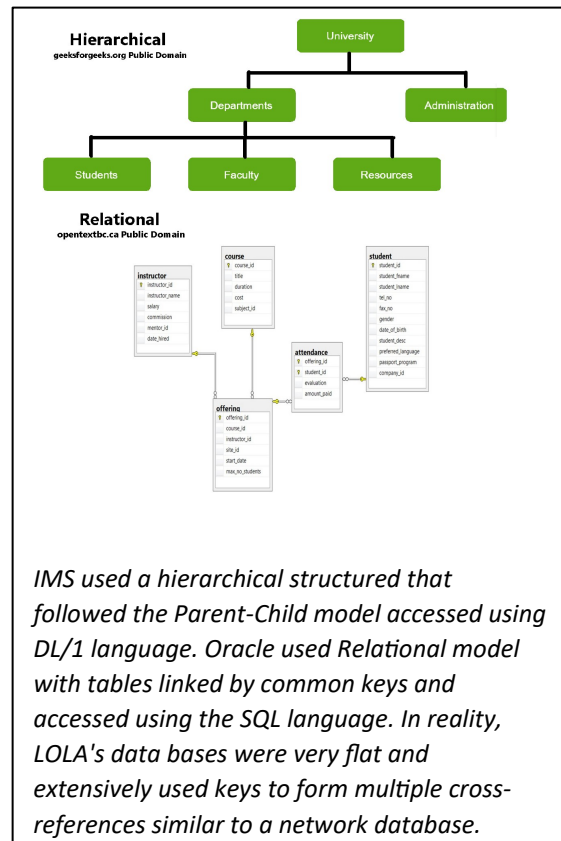 Hierarchical
geeksforgeeks.org Public Domain
University
Departments
Administration
Students
Faculty
Resources
Relational
opentextbc.ca Public Domain
instructor
instructor_id
instructor_name
salary
commission
mentor_id
date_hired
course
course_id
title
duration
cost
subject_id
student
student_id
student_fname
student_lname
tel_no
fax_no
gender
date_of_birth
student_desc
preferred_language
passport_program
company_id
attendance
offering_id
student_id
evaluation
amount_paid
offering
offering_id
course_id
instructor_id
site_id
start_date
max_no_students
IMS used a hierarchical structured that
followed the Parent-Child model accessed using
DL/1 language. Oracle used Relational model
with tables linked by common keys and
accessed using the SQL language. In reality,
LOLA's data bases were very flat and
extensively used keys to form multiple cross-
references similar to a network database.